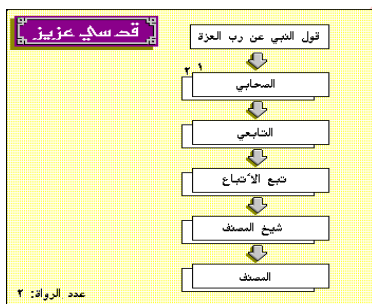 قدسي عزيز
قول النبي عن رب العزة
١ ٢
الصحابي
التابعي
تبع الأتباع
شيخ المصنف
المصنف
عدد الرواة: ٢